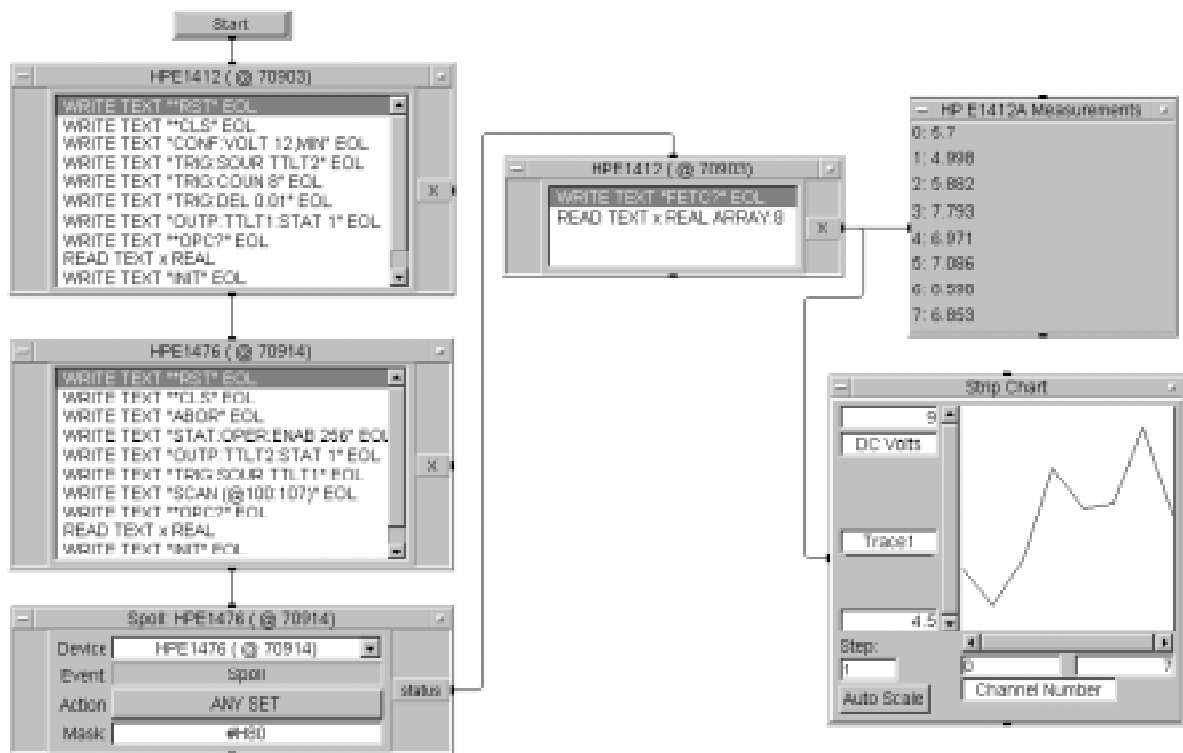 Start
HPE1412 ( @ 70903)
WRITE TEXT "*RST" EOL
WRITE TEXT "*CLS" EOL
WRITE TEXT "CONF:VOLT 12,MIN" EOL
WRITE TEXT "TRIG:SOUR TTLT2" EOL
WRITE TEXT "TRIG:COUN 8" EOL
WRITE TEXT "TRIG:DEL 0.01" EOL
WRITE TEXT "OUTP:TTLT1:STAT 1" EOL
WRITE TEXT "*OPC?" EOL
READ TEXT x REAL
WRITE TEXT "INIT" EOL
X
HPE1476 ( @ 70914)
WRITE TEXT "*RST" EOL
WRITE TEXT "*CLS" EOL
WRITE TEXT "ABOR" EOL
WRITE TEXT "STAT:OPER:ENAB 256" EOL
WRITE TEXT "OUTP:TTLT2:STAT 1" EOL
WRITE TEXT "TRIG:SOUR TTLT1" EOL
WRITE TEXT "SCAN (@100:107)" EOL
WRITE TEXT "*OPC?" EOL
READ TEXT x REAL
WRITE TEXT "INIT" EOL
X
Spoll: HPE1476 ( @ 70914)
Device HPE1476 ( @ 70914)
Event Spoll
Action ANY SET
Mask: #H80
status
HPE1412 ( @ 70903)
WRITE TEXT "FETC?" EOL
READ TEXT x REAL ARRAY:8
X
HP E1412A Measurements
0: 5.7
1: 4.998
2: 5.882
3: 7.793
4: 6.971
5: 7.086
6:
7: 6.853
Strip Chart
9
DC Volts
Trace1
4.5
Step:
1
Auto Scale
0
7
Channel Number